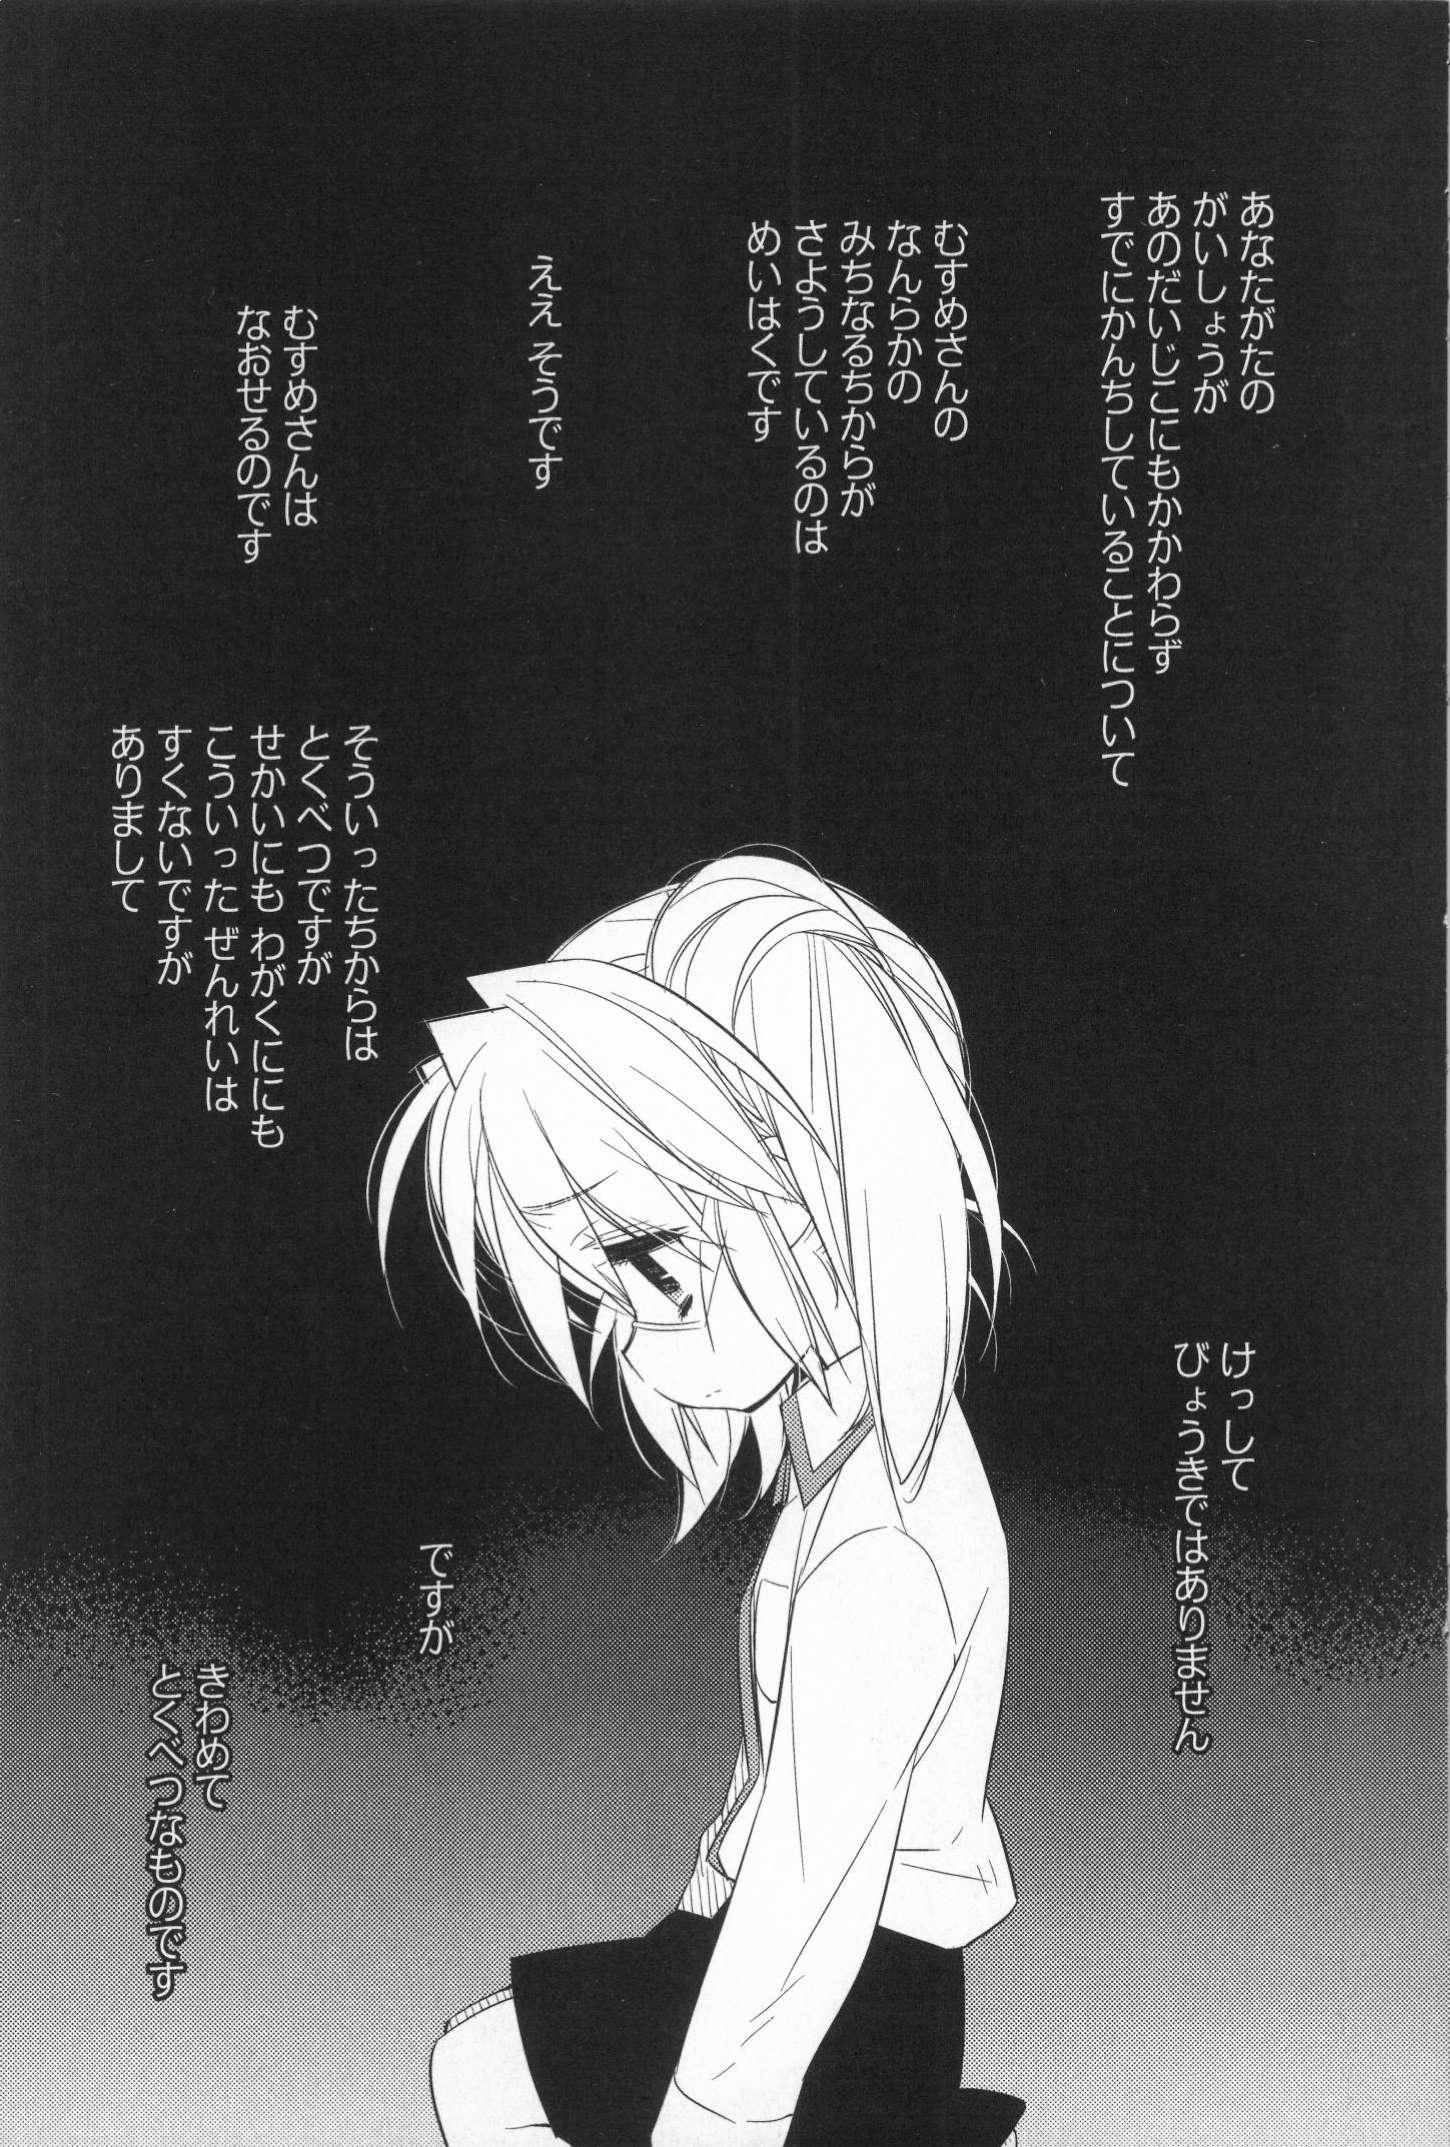 あなたがたの
がいしょうが
あのだいじこにもかかわらず
すでにかんちしていることについて
むすめさんの
なんらかの
みちなるちからが
さようしているのは
めいはくです
ええ そうです
むすめさんは
なおせるのです
そういったちからは
とくべつですが
せかいにも わがくににも
こういった ぜんれいは
すくないですが
ありまして
けっして
びょうきではありません
ですが
きわめて
とくべつなものです